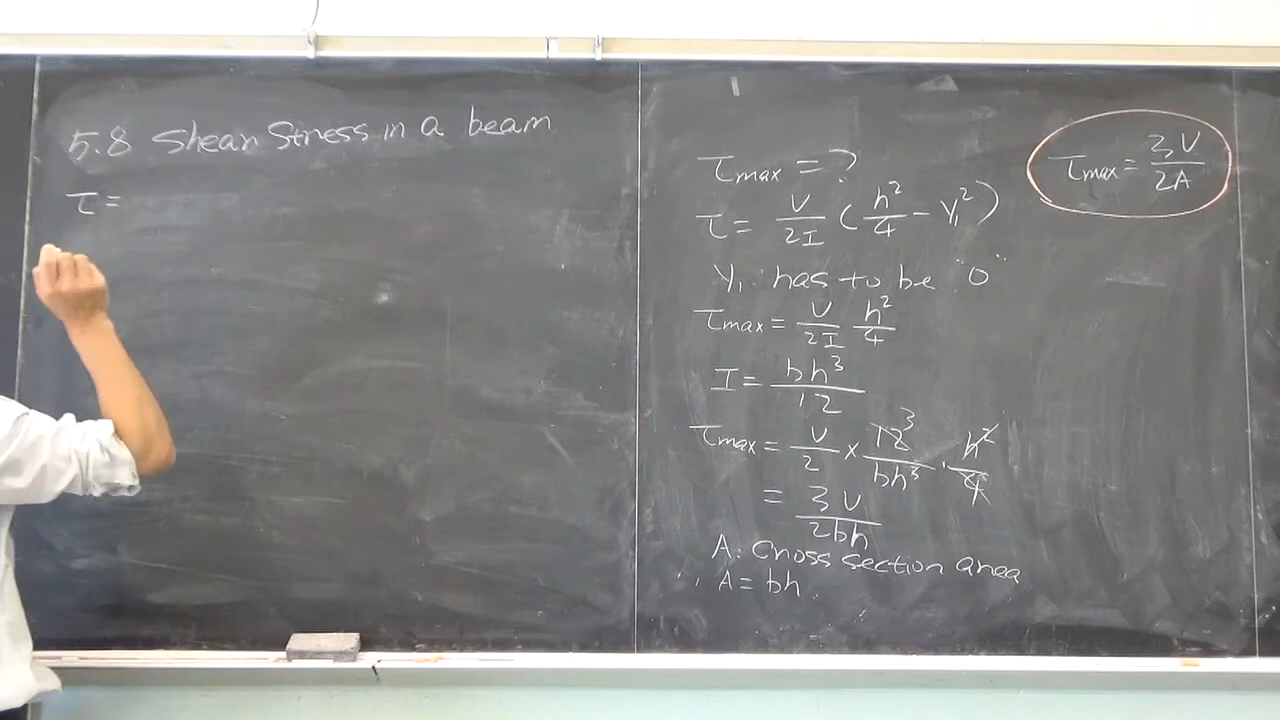 5.8 Shear Stress in a beam
τ =
τmax = ?
τ = V/2I (h²/4 - y₁²)
y₁ has to be "0"
τmax = V/2I h²/4
I = bh³/12
τmax = V/2 × 12³/bh³ · h²/4
= 3V/2bh
A: cross section area
∴ A = bh
τmax = 3V/2A